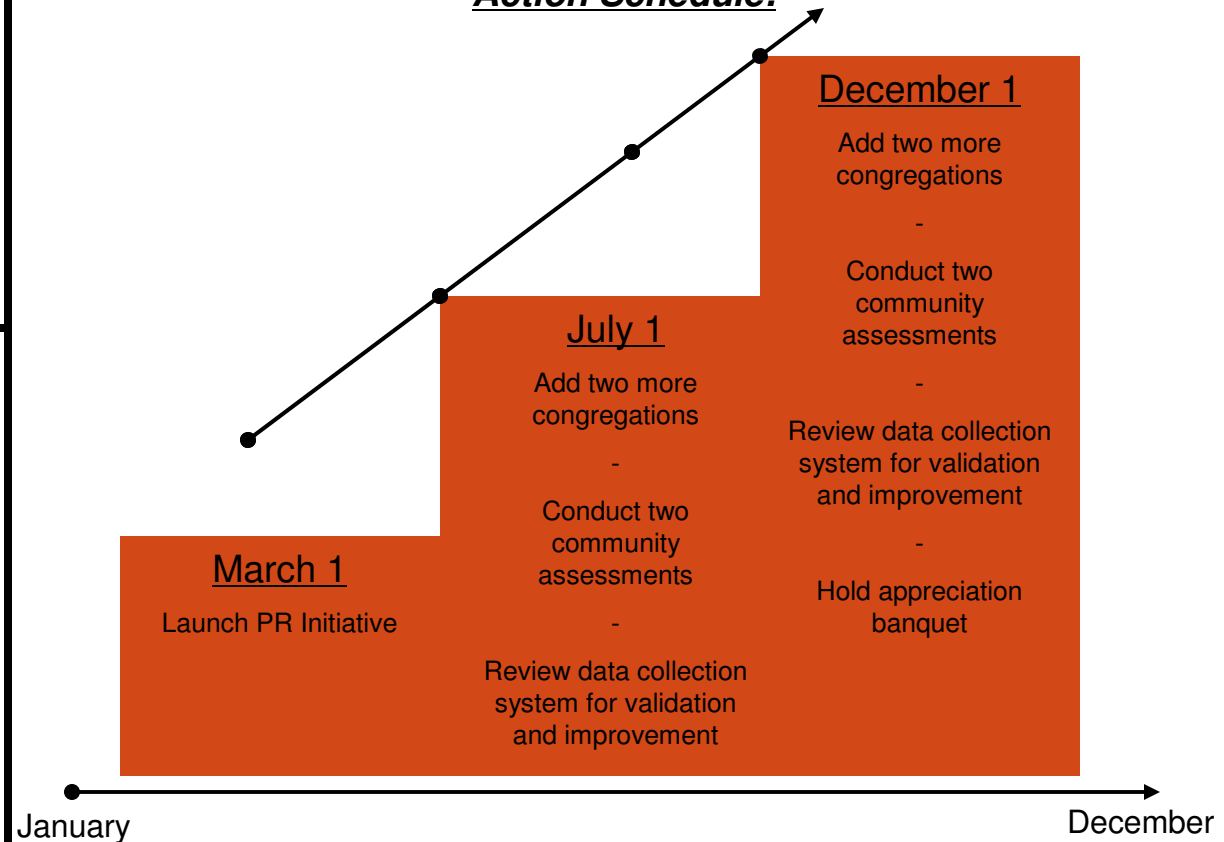 Action Schedule:
December 1
Add two more
congregations
-
Conduct two
community
assessments
-
Review data collection
system for validation
and improvement
-
Hold appreciation
banquet
July 1
Add two more
congregations
-
Conduct two
community
assessments
-
Review data collection
system for validation
and improvement
March 1
Launch PR Initiative
January
December